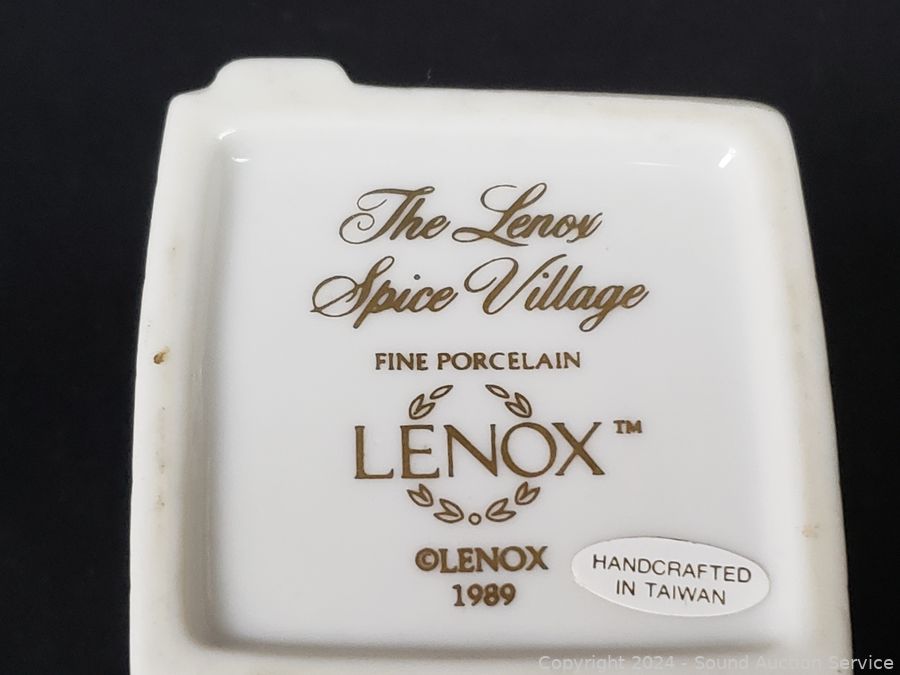 The Lenox
Spice Village
FINE PORCELAIN
LENOX™
©LENOX
1989
HANDCRAFTED
IN TAIWAN
Copyright 2024 - Sound Auction Service